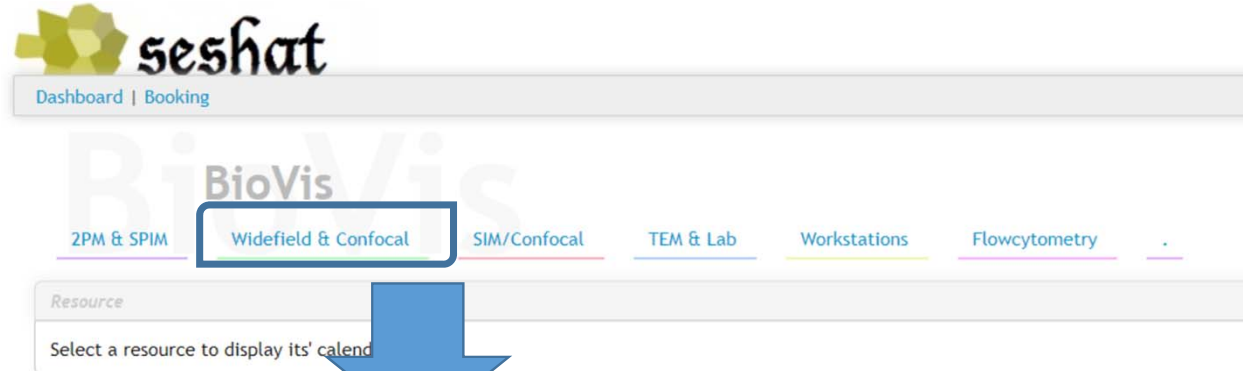 seshat
Dashboard | Booking
BioVis
2PM & SPIM Widefield & Confocal SIM/Confocal TEM & Lab Workstations Flowcytometry .
Resource
Select a resource to display its' calend